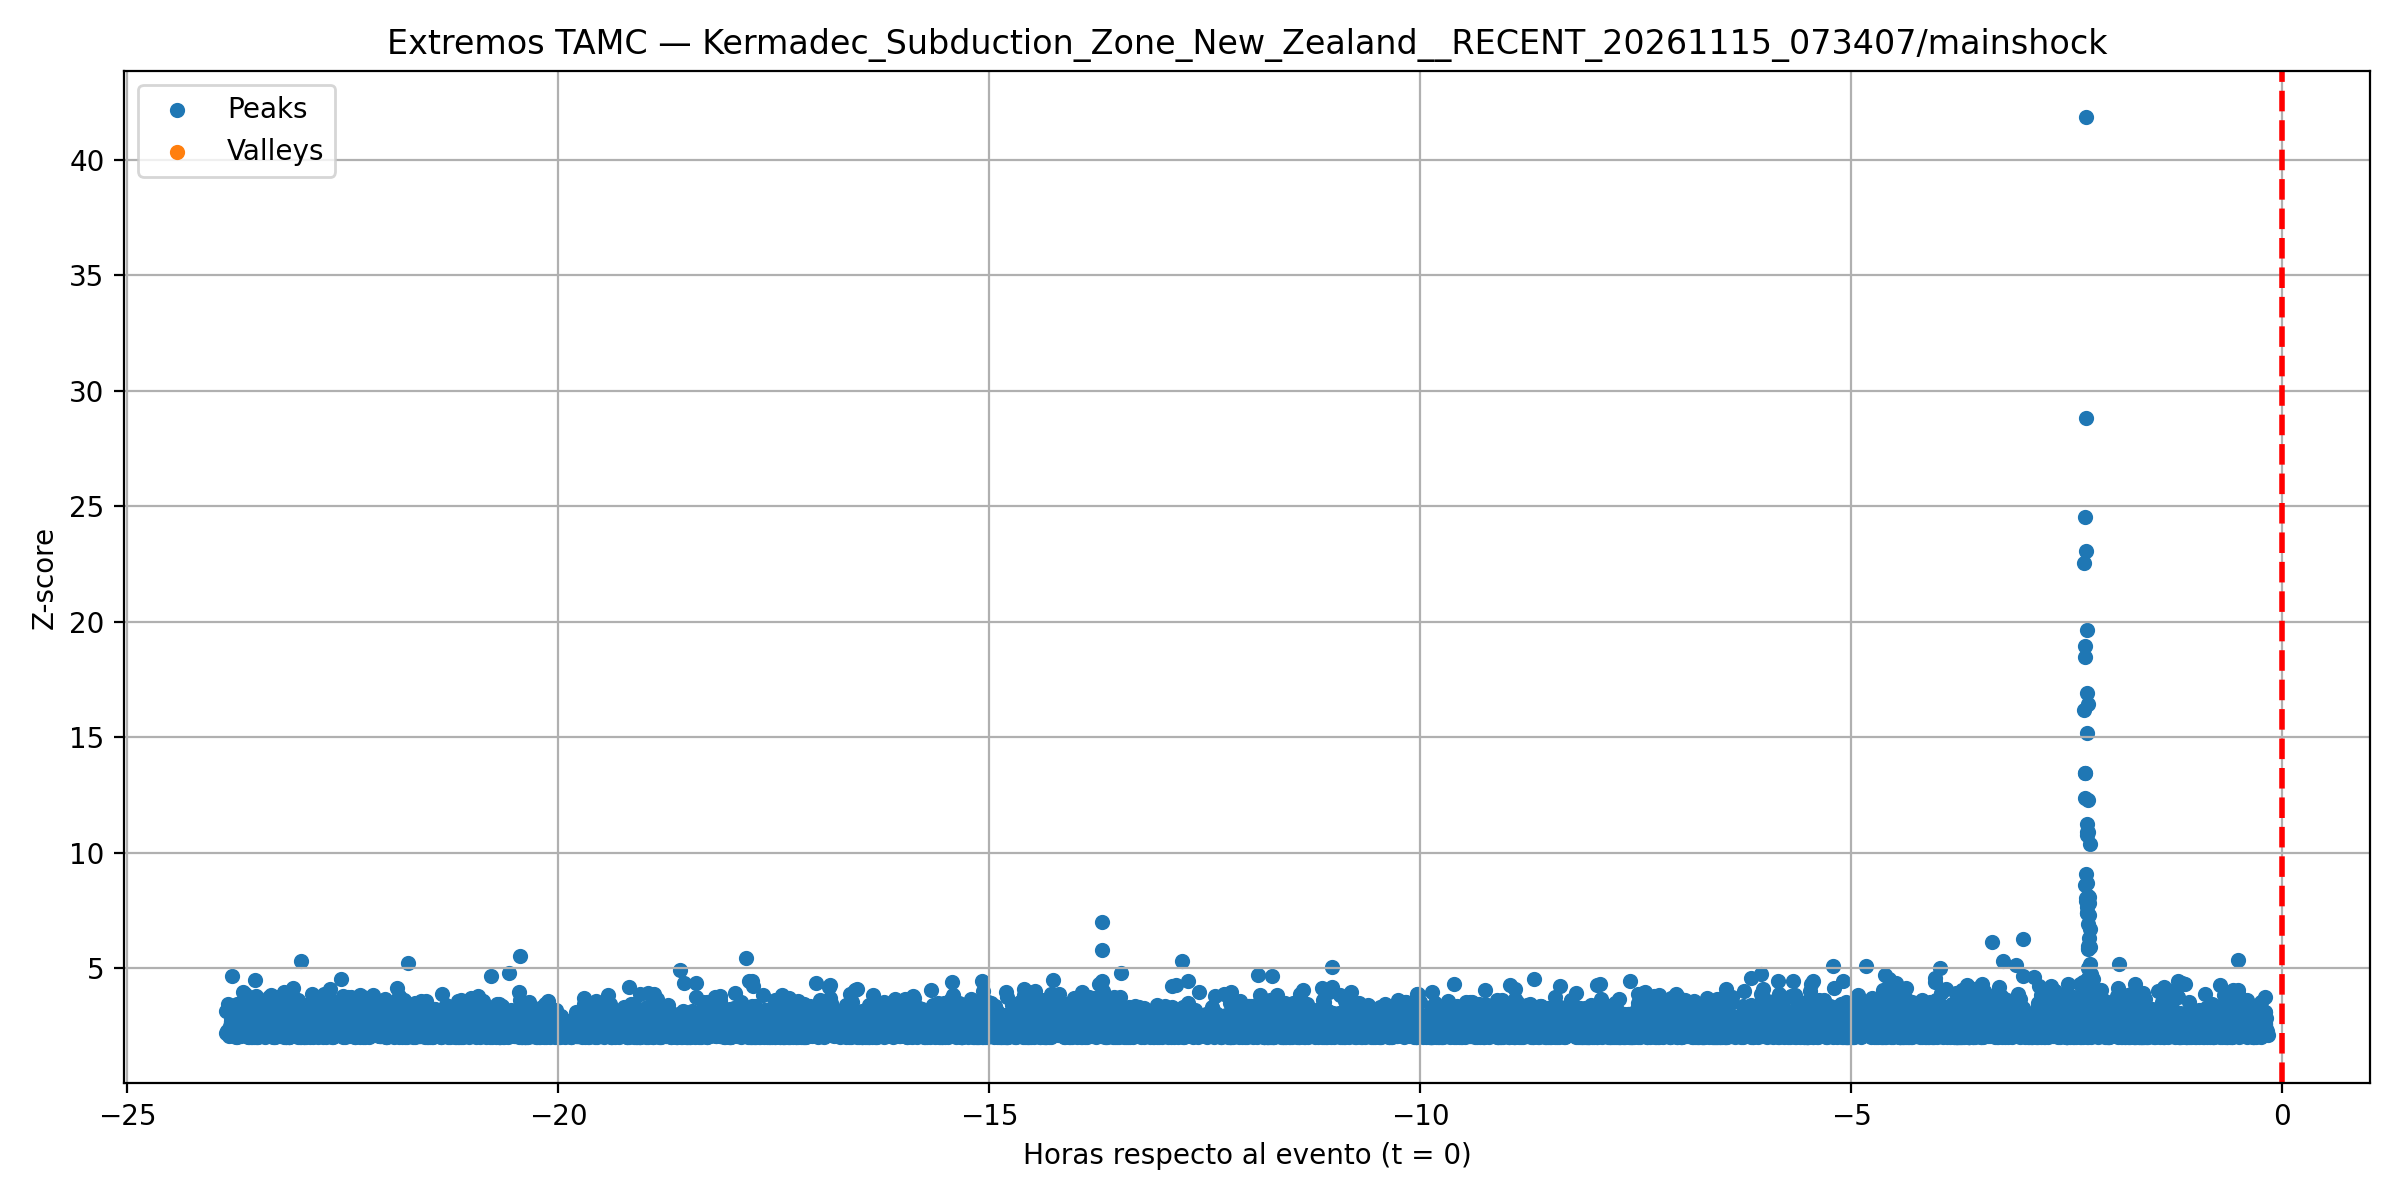 Extremos TAMC — Kermadec_Subduction_Zone_New_Zealand__RECENT_20261115_073407/mainshock
Peaks
Valleys
Z-score
40
35
30
25
20
15
10
5
−25
−20
−15
−10
−5
0
Horas respecto al evento (t = 0)